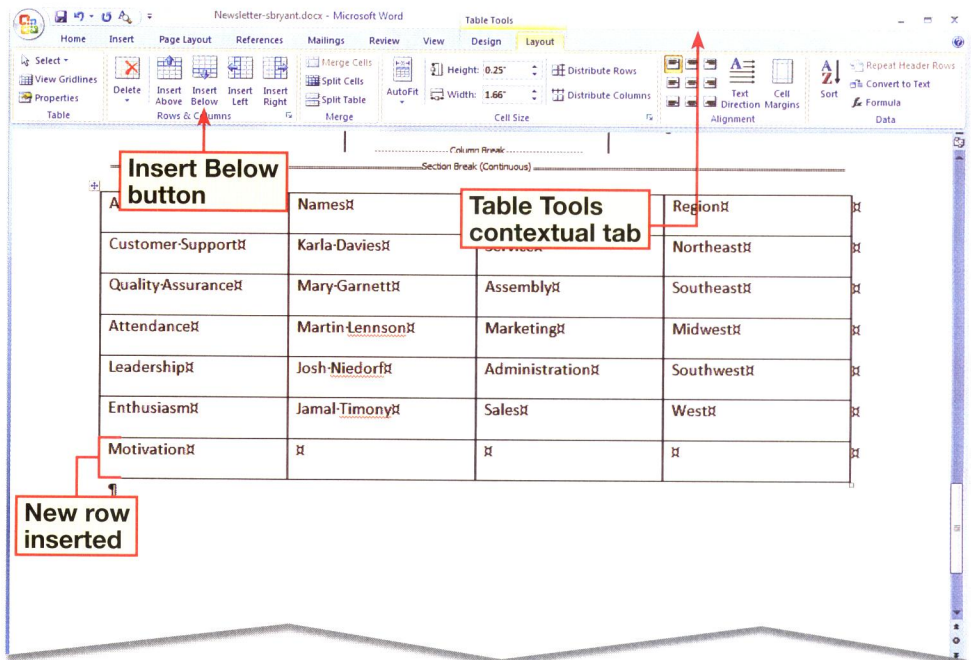 Newsletter-sbryant.docx - Microsoft Word
Table Tools
Home Insert Page Layout References Mailings Review View Design Layout
Select
View Gridlines
Properties
Table
Delete
Insert Above
Insert Below
Insert Left
Insert Right
Rows & Columns
Merge Cells
Split Cells
Split Table
Merge
AutoFit
Height: 0.25"
Width: 1.66"
Distribute Rows
Distribute Columns
Cell Size
Text Direction
Cell Margins
Alignment
Sort
Repeat Header Rows
Convert to Text
Formula
Data
Column Break
Section Break (Continuous)
Insert Below
button
Table Tools
contextual tab
Names¤ Region¤ ¤
Customer·Support¤ Karla·Davies¤ Northeast¤ ¤
Quality·Assurance¤ Mary·Garnett¤ Assembly¤ Southeast¤ ¤
Attendance¤ Martin·Lennson¤ Marketing¤ Midwest¤ ¤
Leadership¤ Josh·Niedorf¤ Administration¤ Southwest¤ ¤
Enthusiasm¤ Jamal·Timony¤ Sales¤ West¤ ¤
Motivation¤ ¤ ¤ ¤ ¤
¶
New row
inserted